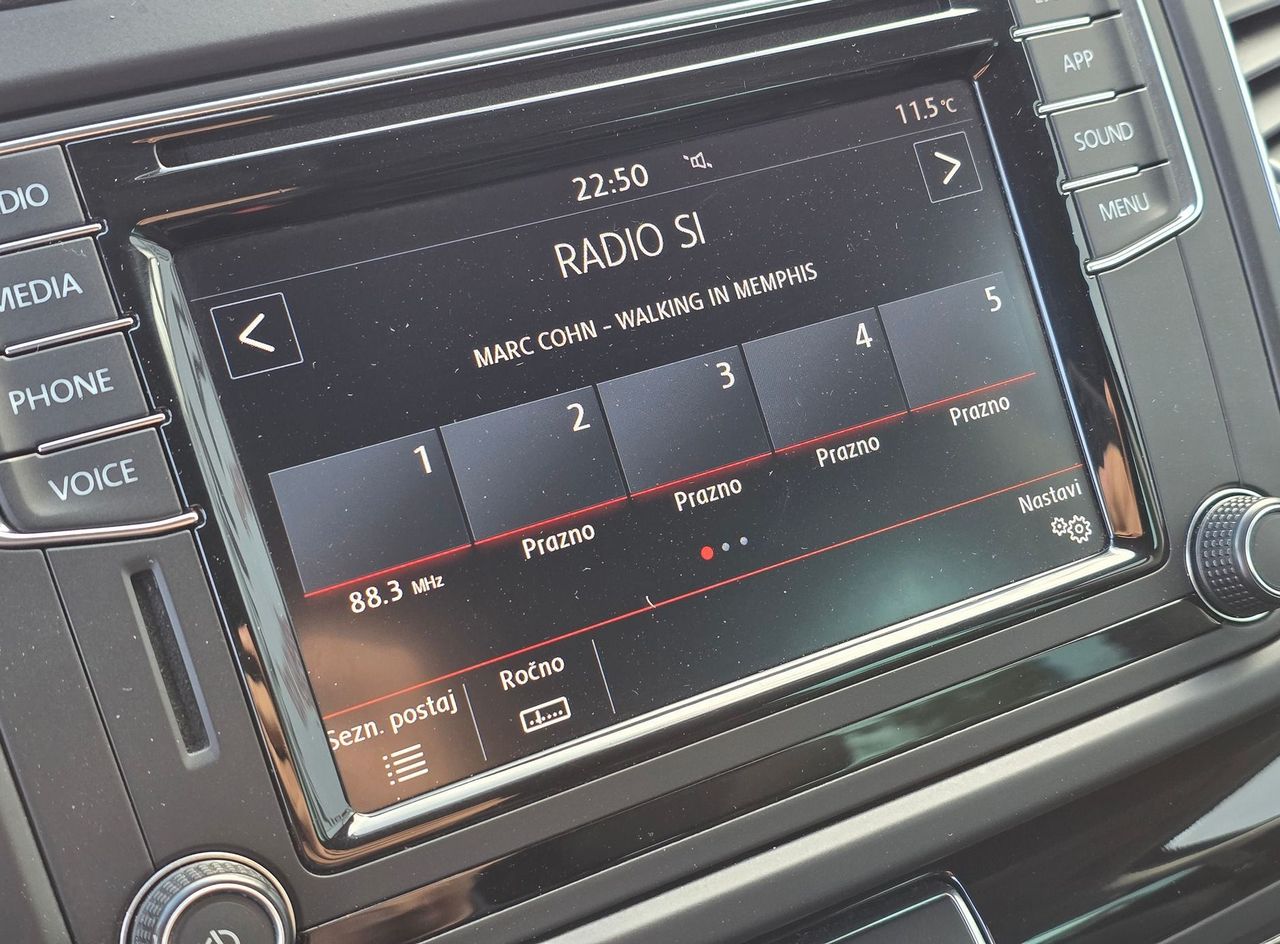 11.5°C
22:50
RADIO SI
MARC COHN - WALKING IN MEMPHIS
1
2
3
4
5
88.3 MHz
Prazno
Prazno
Prazno
Prazno
Sezn. postaj
Ročno
Nastavi
DIO
MEDIA
PHONE
VOICE
APP
SOUND
MENU